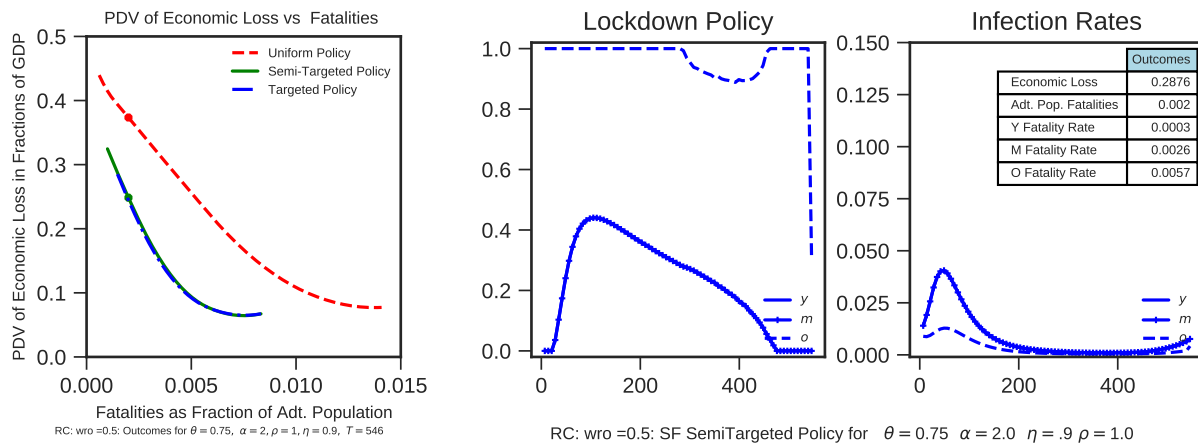 PDV of Economic Loss vs Fatalities
PDV of Economic Loss in Fractions of GDP
0.5
0.4
0.3
0.2
0.1
0.0
0.000
0.005
0.010
0.015
Uniform Policy
Semi-Targeted Policy
Targeted Policy
Fatalities as Fraction of Adt. Population
RC: wro =0.5: Outcomes for θ = 0.75, α = 2, ρ = 1, η = 0.9, T = 546
Lockdown Policy
1.0
0.8
0.6
0.4
0.2
0.0
0
200
400
y
m
o
Infection Rates
0.150
0.125
0.100
0.075
0.050
0.025
0.000
0
200
400
Outcomes
Economic Loss 0.2876
Adt. Pop. Fatalities 0.002
Y Fatality Rate 0.0003
M Fatality Rate 0.0026
O Fatality Rate 0.0057
y
m
o
RC: wro =0.5: SF SemiTargeted Policy for θ = 0.75 α = 2.0 η = .9 ρ = 1.0